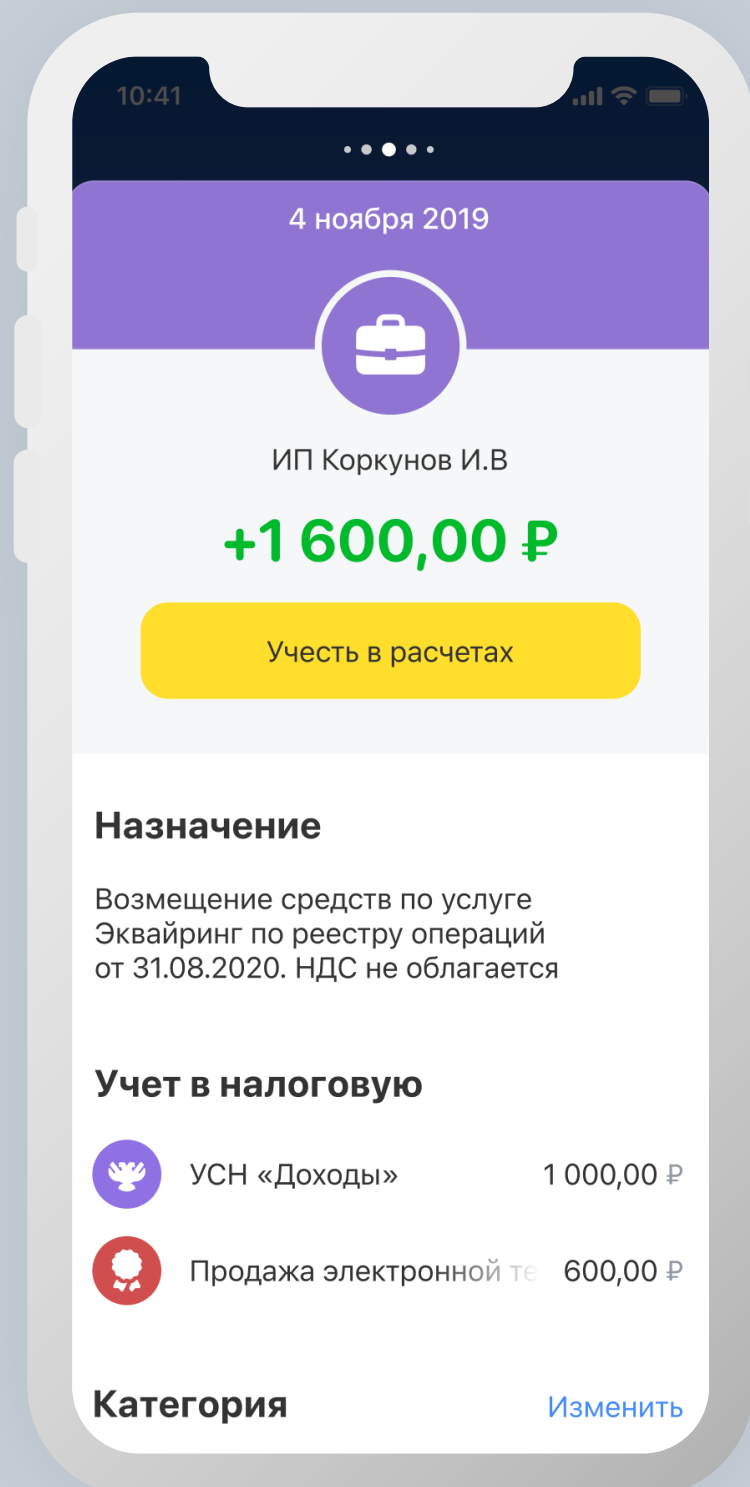 10:41
4 ноября 2019
ИП Коркунов И.В
+1 600,00 ₽
Учесть в расчетах
Назначение
Возмещение средств по услуге
Эквайринг по реестру операций
от 31.08.2020. НДС не облагается
Учет в налоговую
УСН «Доходы» 1 000,00 ₽
Продажа электронной 600,00 ₽
Категория Изменить